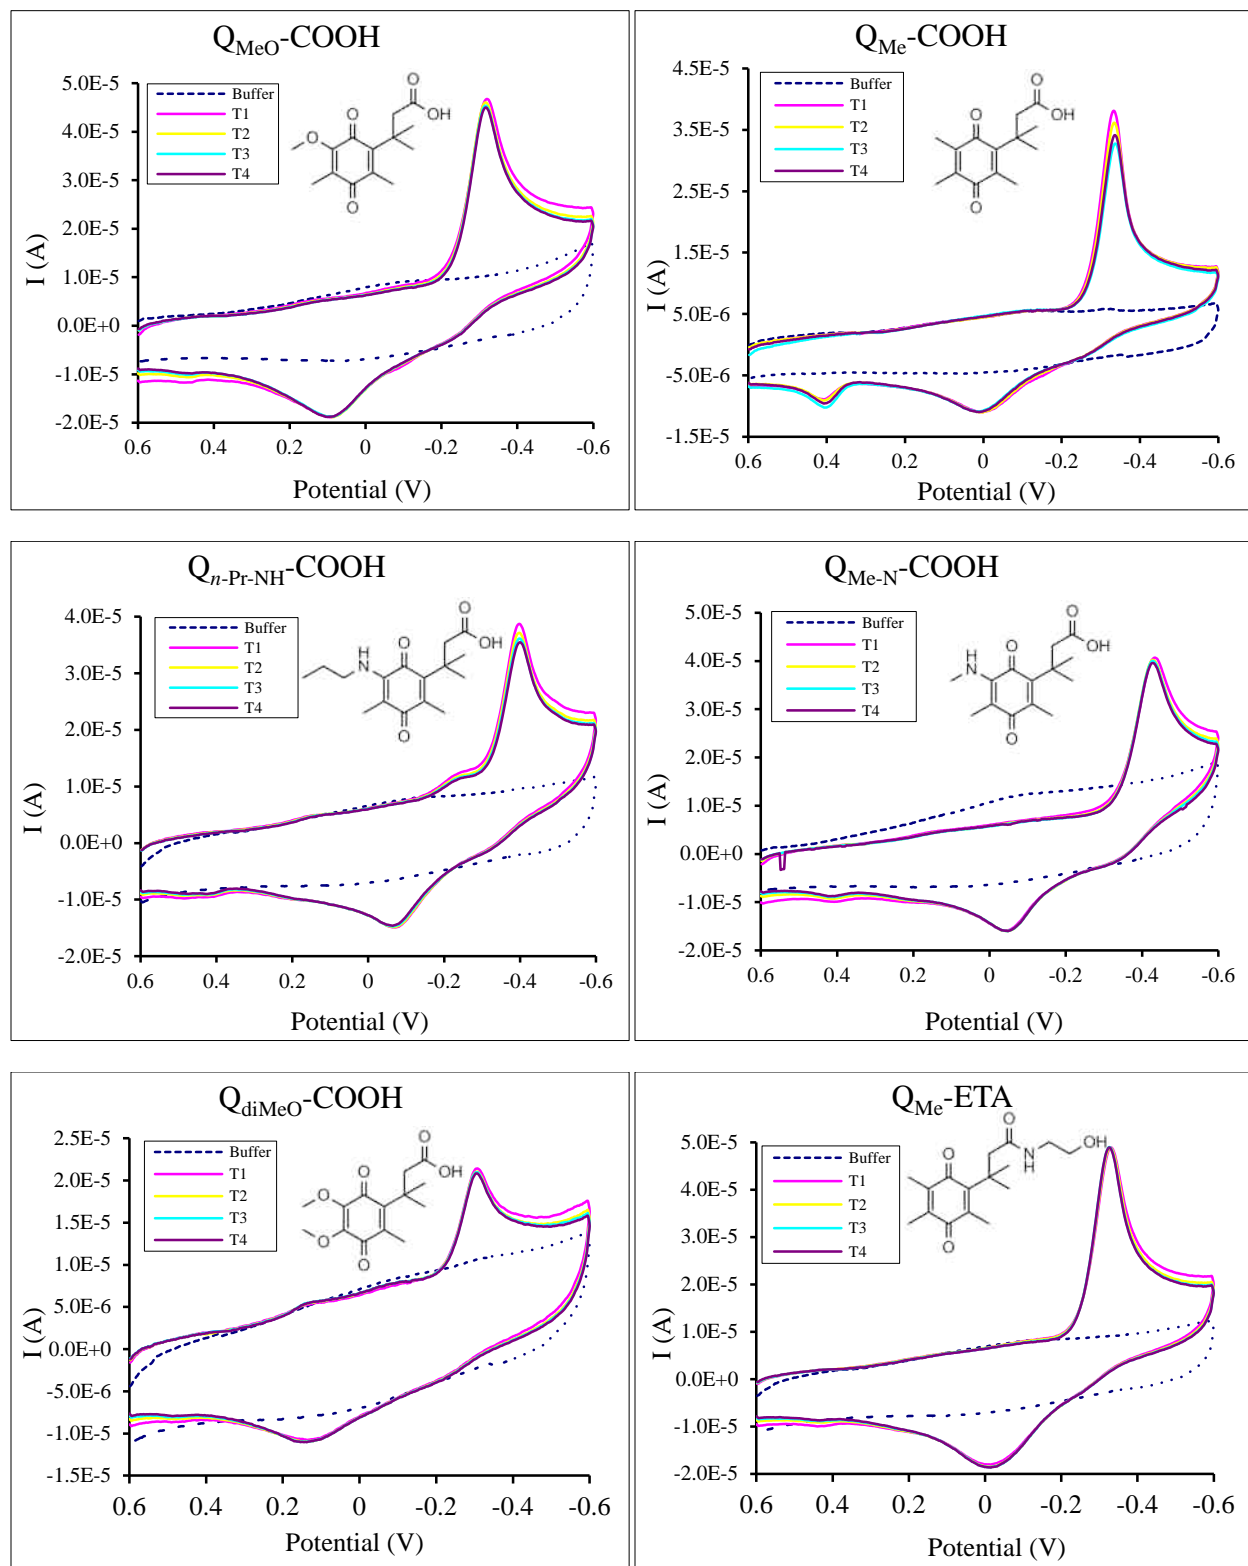 Q_MeO-COOH
5.0E-5
4.0E-5
3.0E-5
2.0E-5
1.0E-5
0.0E+0
-1.0E-5
-2.0E-5
I (A)
Buffer
T1
T2
T3
T4
O
O
OH
O
O
0.6 0.4 0.2 0 -0.2 -0.4 -0.6
Potential (V)
Q_Me-COOH
4.5E-5
3.5E-5
2.5E-5
1.5E-5
5.0E-6
-5.0E-6
-1.5E-5
I (A)
Buffer
T1
T2
T3
T4
O
O
OH
O
0.6 0.4 0.2 0 -0.2 -0.4 -0.6
Potential (V)
Q_n-Pr-NH-COOH
4.0E-5
3.0E-5
2.0E-5
1.0E-5
0.0E+0
-1.0E-5
-2.0E-5
I (A)
Buffer
T1
T2
T3
T4
O
H
N
O
OH
O
0.6 0.4 0.2 0 -0.2 -0.4 -0.6
Potential (V)
Q_Me-N-COOH
5.0E-5
4.0E-5
3.0E-5
2.0E-5
1.0E-5
0.0E+0
-1.0E-5
-2.0E-5
I (A)
Buffer
T1
T2
T3
T4
O
H
N
O
OH
O
0.6 0.4 0.2 0 -0.2 -0.4 -0.6
Potential (V)
Q_diMeO-COOH
2.5E-5
2.0E-5
1.5E-5
1.0E-5
5.0E-6
0.0E+0
-5.0E-6
-1.0E-5
-1.5E-5
I (A)
Buffer
T1
T2
T3
T4
O
O
OH
O
O
O
0.6 0.4 0.2 0 -0.2 -0.4 -0.6
Potential (V)
Q_Me-ETA
5.0E-5
4.0E-5
3.0E-5
2.0E-5
1.0E-5
0.0E+0
-1.0E-5
-2.0E-5
I (A)
Buffer
T1
T2
T3
T4
O
OH
O
N
H
O
0.6 0.4 0.2 0 -0.2 -0.4 -0.6
Potential (V)